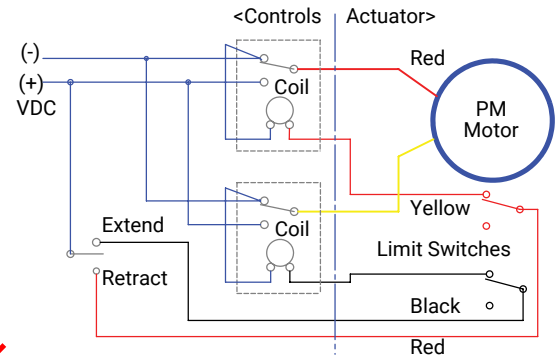 <Controls
Actuator>
(-)
(+)
VDC
Red
Coil
PM
Motor
Yellow
Extend
Coil
Limit Switches
Retract
Black
Red